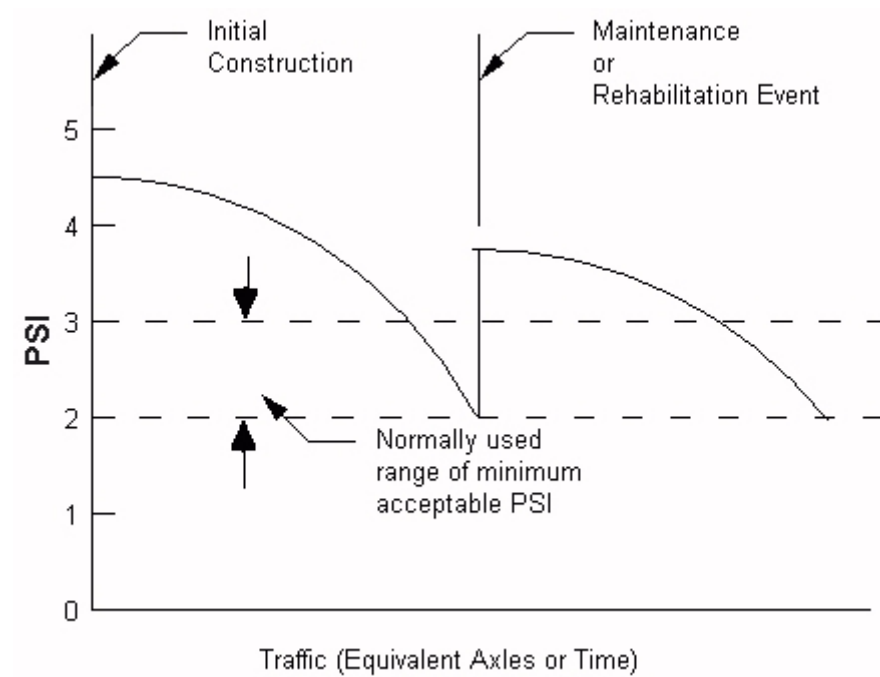 Initial
Construction
Maintenance
or
Rehabilitation Event
5
4
3
2
1
0
PSI
Normally used
range of minimum
acceptable PSI
Traffic (Equivalent Axles or Time)